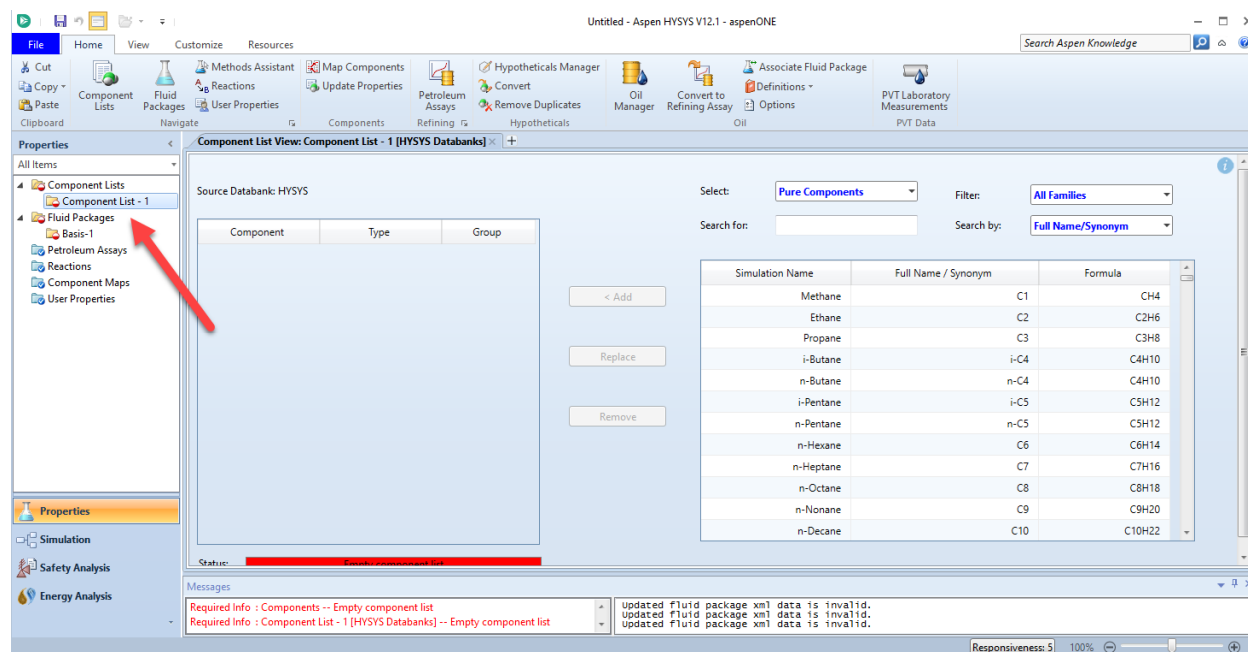 Untitled - Aspen HYSYS V12.1 - aspenONE
File Home View Customize Resources Search Aspen Knowledge
Cut
Copy
Paste
Clipboard
Component Lists
Fluid Packages
Methods Assistant
Reactions
User Properties
Navigate
Map Components
Update Properties
Components
Petroleum Assays
Refining
Hypotheticals Manager
Convert
Remove Duplicates
Hypotheticals
Oil Manager
Convert to Refining Assay
Associate Fluid Package
Definitions
Options
Oil
PVT Laboratory Measurements
PVT Data
Properties <
All Items
Component Lists
Component List - 1
Fluid Packages
Basis-1
Petroleum Assays
Reactions
Component Maps
User Properties
Properties
Simulation
Safety Analysis
Energy Analysis
Component List View: Component List - 1 [HYSYS Databanks] × +
Source Databank: HYSYS
Component Type Group
< Add
Replace
Remove
Select: Pure Components Filter: All Families
Search for: Search by: Full Name/Synonym
Simulation Name Full Name / Synonym Formula
Methane C1 CH4
Ethane C2 C2H6
Propane C3 C3H8
i-Butane i-C4 C4H10
n-Butane n-C4 C4H10
i-Pentane i-C5 C5H12
n-Pentane n-C5 C5H12
n-Hexane C6 C6H14
n-Heptane C7 C7H16
n-Octane C8 C8H18
n-Nonane C9 C9H20
n-Decane C10 C10H22
Status: Empty component list
Messages
Required Info : Components -- Empty component list
Required Info : Component List - 1 [HYSYS Databanks] -- Empty component list
Updated fluid package xml data is invalid.
Updated fluid package xml data is invalid.
Updated fluid package xml data is invalid.
Responsiveness: 5 100%